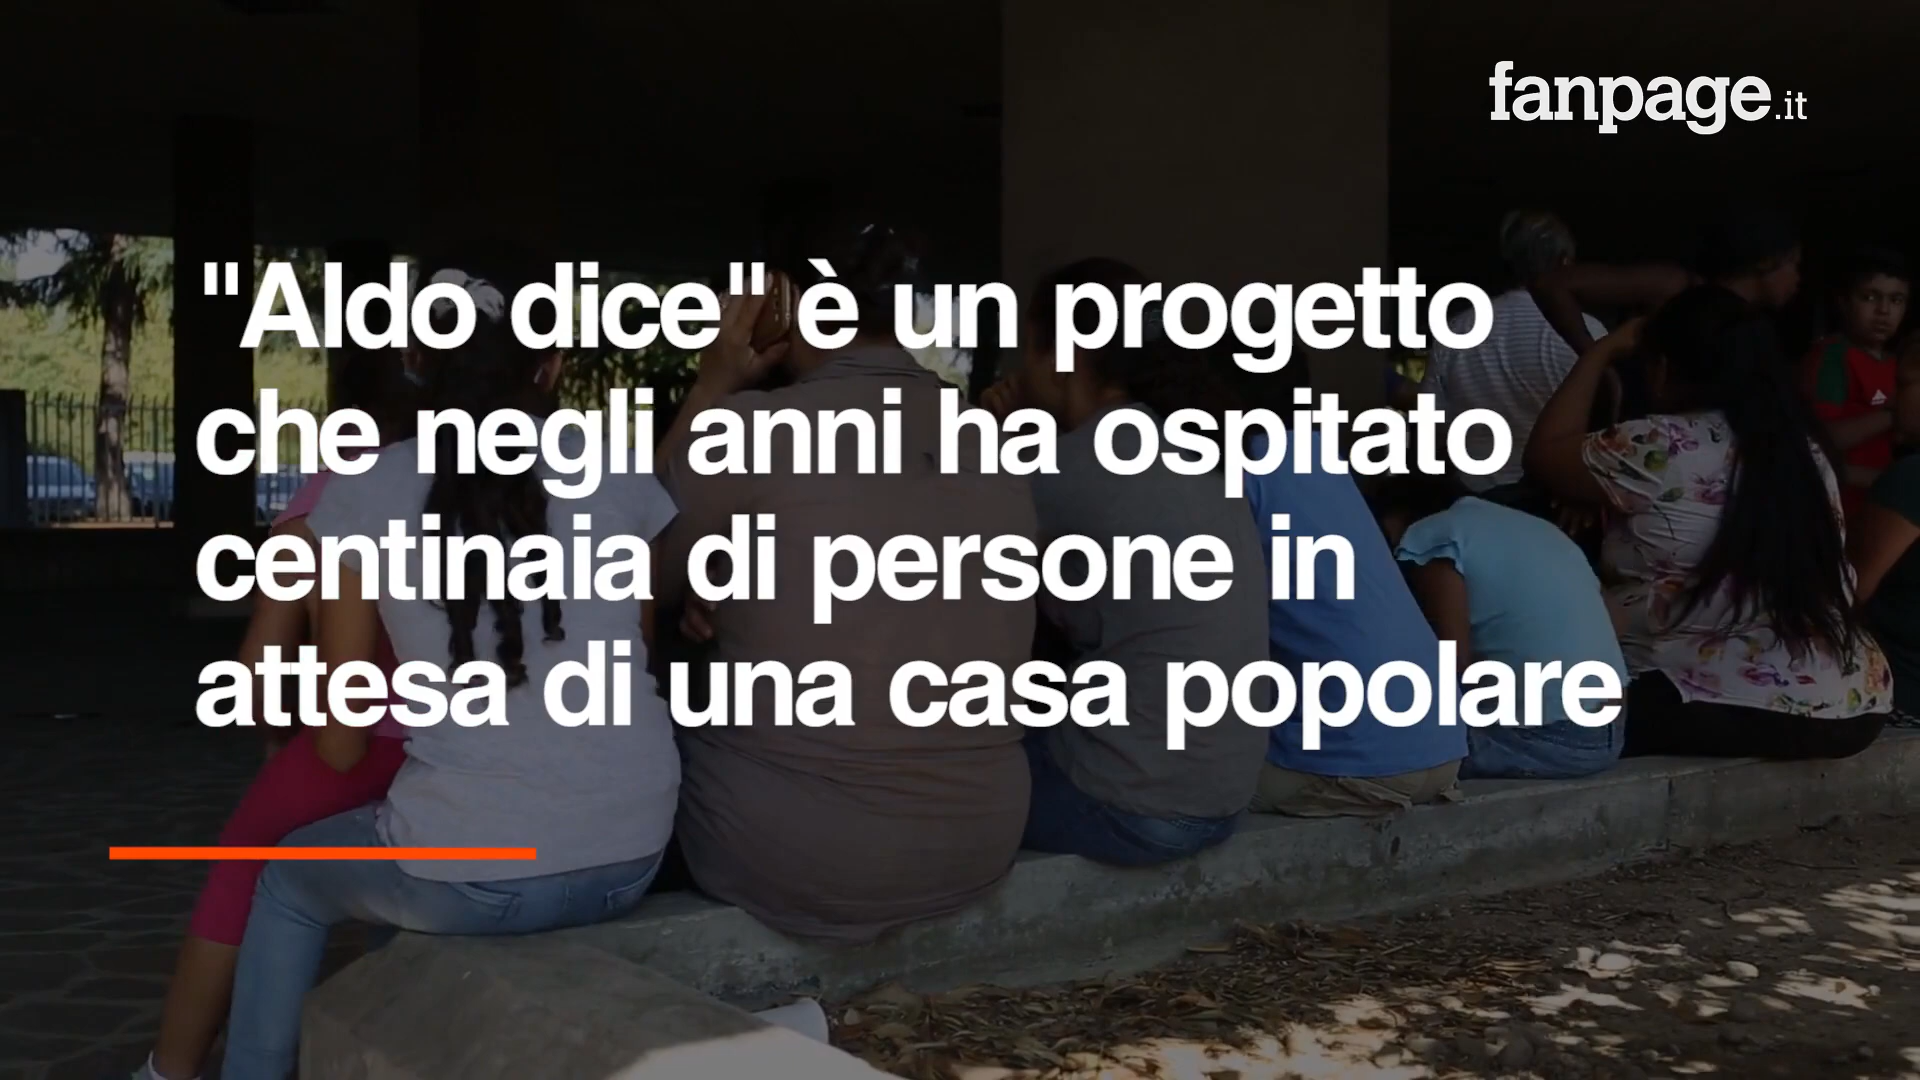 fanpage.it
"Aldo dice" è un progetto
che negli anni ha ospitato
centinaia di persone in
attesa di una casa popolare